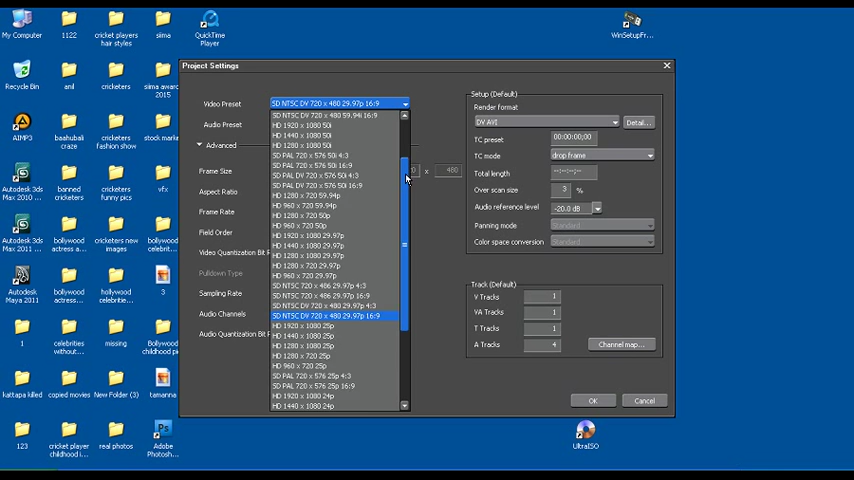 My Computer
1122
cricket players
hair styles
siima
QuickTime
Player
WinSetupFr...
Recycle Bin
anil
cricketers
siima award
2015
AIMP3
baahubali
craze
cricketers
fashion show
stock market
Autodesk 3ds
Max 2010 ...
banned
cricketers
cricketers
funny pics
vfx
Autodesk 3ds
Max 2011 ...
bollywood
actress a...
cricketers new
images
bollywood
celebrit...
Autodesk
Maya 2011
bollywood
actress...
hollywood
celebritie...
3
1
celebrities
without...
missing
Bollywood
childhood pi
kattapa killed
copied movies
New Folder (3)
tamanna
123
cricket player
childhood i...
real photos
Adobe
Photosh...
UltraISO
Project Settings
Video Preset
SD NTSC DV 720 x 480 29.97p 16:9
Audio Preset
Advanced
Frame Size
x 480
Aspect Ratio
Frame Rate
Field Order
Video Quantization Bit R
Pulldown Type
Sampling Rate
Audio Channels
Audio Quantization Bit R
SD NTSC DV 720 x 480 59.94i 16:9
HD 1920 x 1080 50i
HD 1440 x 1080 50i
HD 1280 x 1080 50i
SD PAL 720 x 576 50i 4:3
SD PAL 720 x 576 50i 16:9
SD PAL DV 720 x 576 50i 4:3
SD PAL DV 720 x 576 50i 16:9
HD 1280 x 720 59.94p
HD 960 x 720 59.94p
HD 1280 x 720 50p
HD 960 x 720 50p
HD 1920 x 1080 29.97p
HD 1440 x 1080 29.97p
HD 1280 x 1080 29.97p
HD 1280 x 720 29.97p
HD 960 x 720 29.97p
SD NTSC 720 x 486 29.97p 4:3
SD NTSC 720 x 486 29.97p 16:9
SD NTSC DV 720 x 480 29.97p 4:3
SD NTSC DV 720 x 480 29.97p 16:9
HD 1920 x 1080 25p
HD 1440 x 1080 25p
HD 1280 x 1080 25p
HD 1280 x 720 25p
HD 960 x 720 25p
SD PAL 720 x 576 25p 4:3
SD PAL 720 x 576 25p 16:9
HD 1920 x 1080 24p
HD 1440 x 1080 24p
Setup (Default)
Render format
DV AVI
Detail...
TC preset
00:00:00;00
TC mode
drop frame
Total length
--:--:--:--
Over scan size
3 %
Audio reference level
-20.0 dB
Panning mode
Standard
Color space conversion
Standard
Track (Default)
V Tracks
1
VA Tracks
1
T Tracks
1
A Tracks
4
Channel map...
OK
Cancel